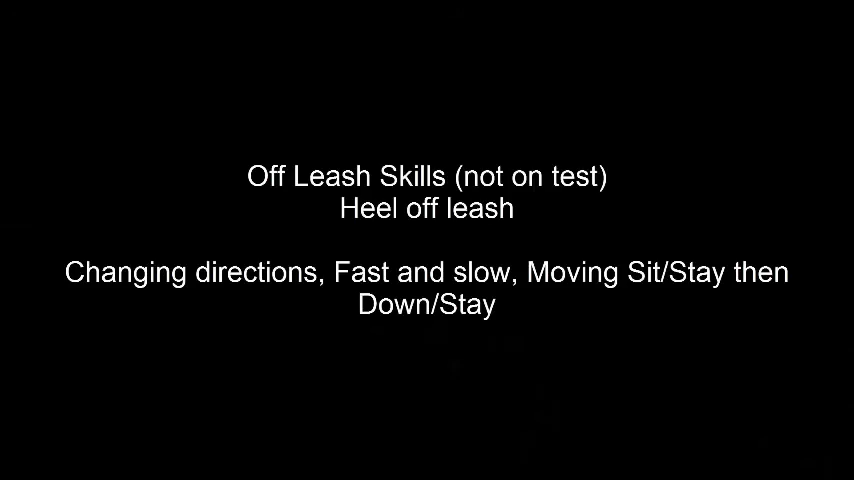 Off Leash Skills (not on test)
Heel off leash
Changing directions, Fast and slow, Moving Sit/Stay then
Down/Stay